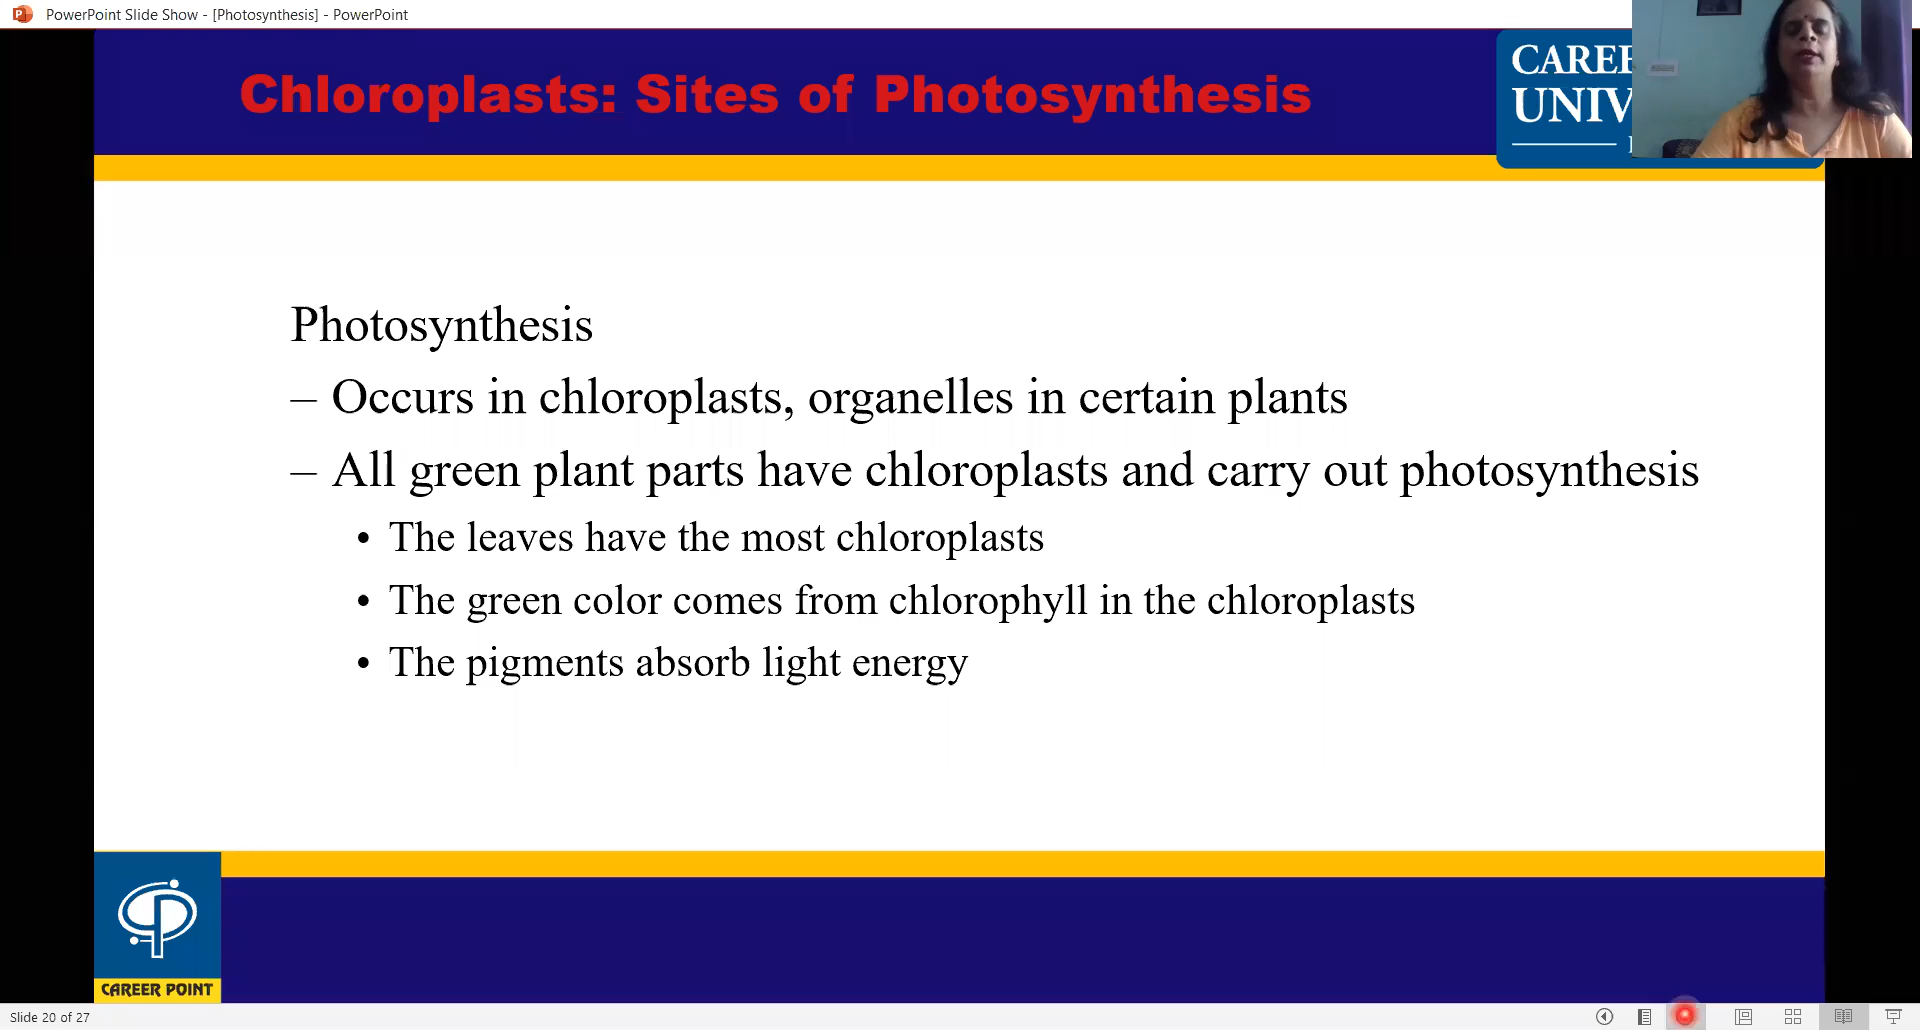 PowerPoint Slide Show - [Photosynthesis] - PowerPoint
Chloroplasts: Sites of Photosynthesis
Photosynthesis
– Occurs in chloroplasts, organelles in certain plants
– All green plant parts have chloroplasts and carry out photosynthesis
• The leaves have the most chloroplasts
• The green color comes from chlorophyll in the chloroplasts
• The pigments absorb light energy
CAREER POINT
Slide 20 of 27